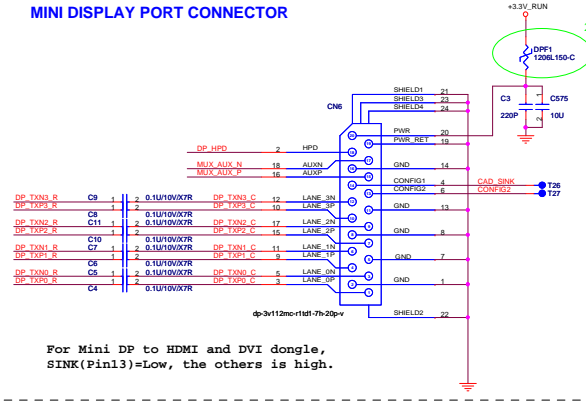 MINI DISPLAY PORT CONNECTOR
+3.3V_RUN
DPF1
1206L150-C
C3
C575
220P
10U
1
2
CN6
SHIELD1 21
SHIELD3 23
SHIELD4 24
PWR 20
PWR_RET 19
DP_HPD 2 HPD
MUX_AUX_N 18 AUXN
MUX_AUX_P 16 AUXP
GND 14
CONFIG1 4 CAD_SINK T26
CONFIG2 6 CONFIG2 T27
DP_TXN3_R C9 1 2 0.1U/10V/X7R DP_TXN3_C 12 LANE_3N
DP_TXP3_R 1 2 DP_TXP3_C 10 LANE_3P
GND 13
C8 0.1U/10V/X7R
DP_TXN2_R C11 1 2 0.1U/10V/X7R DP_TXN2_C 17 LANE_2N
DP_TXP2_R 1 2 DP_TXP2_C 15 LANE_2P
GND 8
C10 0.1U/10V/X7R
DP_TXN1_R C7 1 2 0.1U/10V/X7R DP_TXN1_C 11 LANE_1N
DP_TXP1_R 1 2 DP_TXP1_C 9 LANE_1P
GND 7
C6 0.1U/10V/X7R
DP_TXN0_R C5 1 2 0.1U/10V/X7R DP_TXN0_C 5 LANE_0N
DP_TXP0_R 1 2 DP_TXP0_C 3 LANE_0P
GND 1
C4 0.1U/10V/X7R
dp-3v112mc-r1td1-7h-20p-v
SHIELD2 22
For Mini DP to HDMI and DVI dongle,
SINK(Pin13)=Low, the others is high.